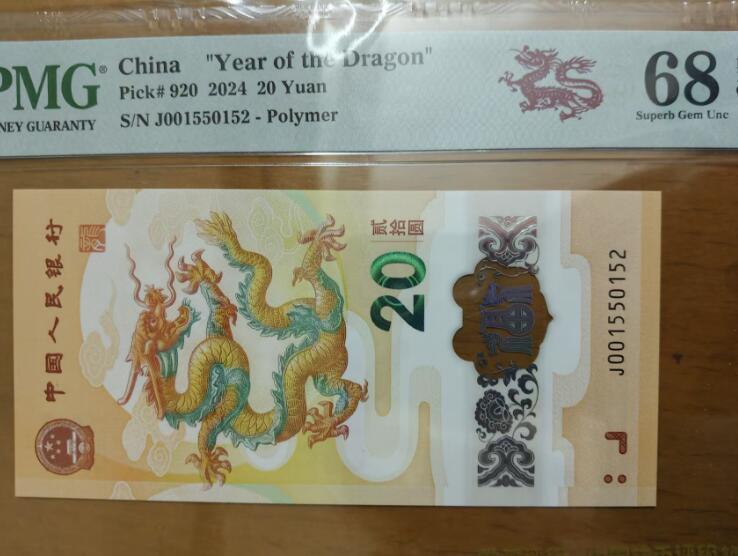 PMG
China "Year of the Dragon"
Pick# 920 2024 20 Yuan
S/N J001550152 - Polymer
NEY GUARANTY
68
Superb Gem Unc
中国人民银行
贰拾圆
20
J001550152